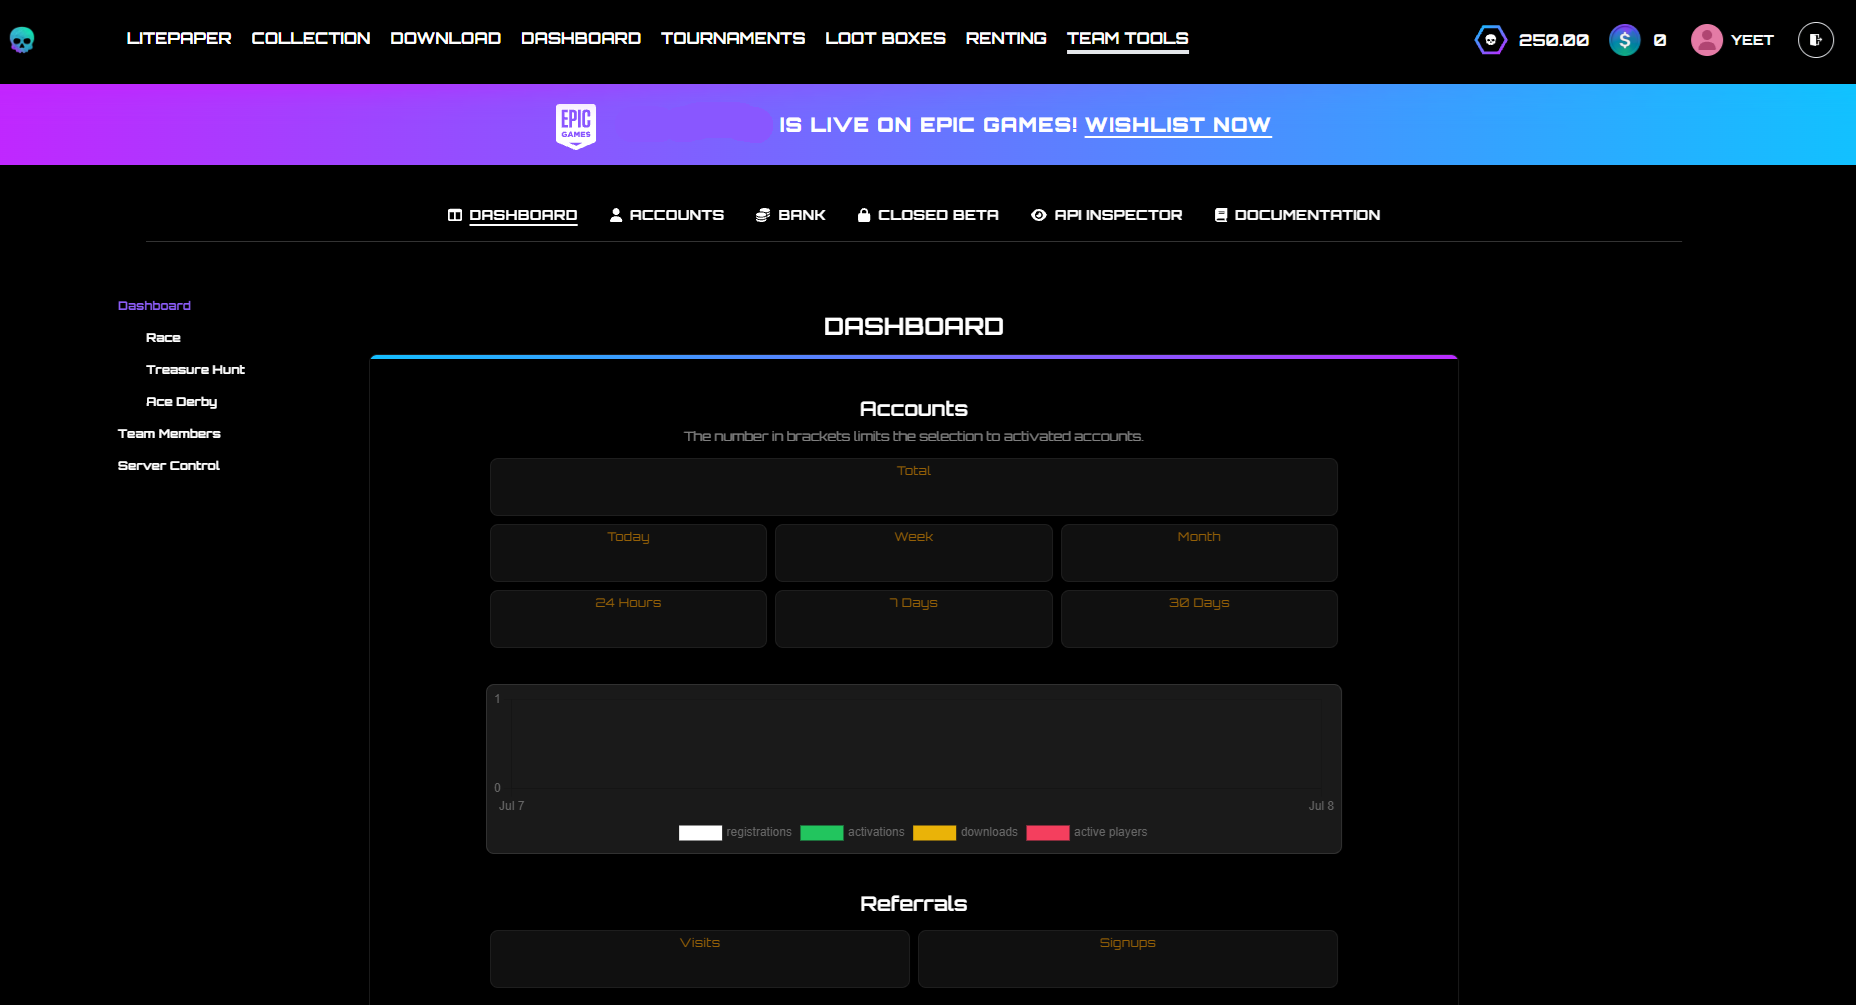 LITEPAPER COLLECTION DOWNLOAD DASHBOARD TOURNAMENTS LOOT BOXES RENTING TEAM TOOLS 250.00 $ 0 YEET
EPIC GAMES IS LIVE ON EPIC GAMES! WISHLIST NOW
DASHBOARD ACCOUNTS BANK CLOSED BETA API INSPECTOR DOCUMENTATION
Dashboard
Race
Treasure Hunt
Ace Derby
Team Members
Server Control
DASHBOARD
Accounts
The number in brackets limits the selection to activated accounts.
Total
Today Week Month
24 Hours 7 Days 30 Days
1
0
Jul 7 Jul 8
registrations activations downloads active players
Referrals
Visits Signups